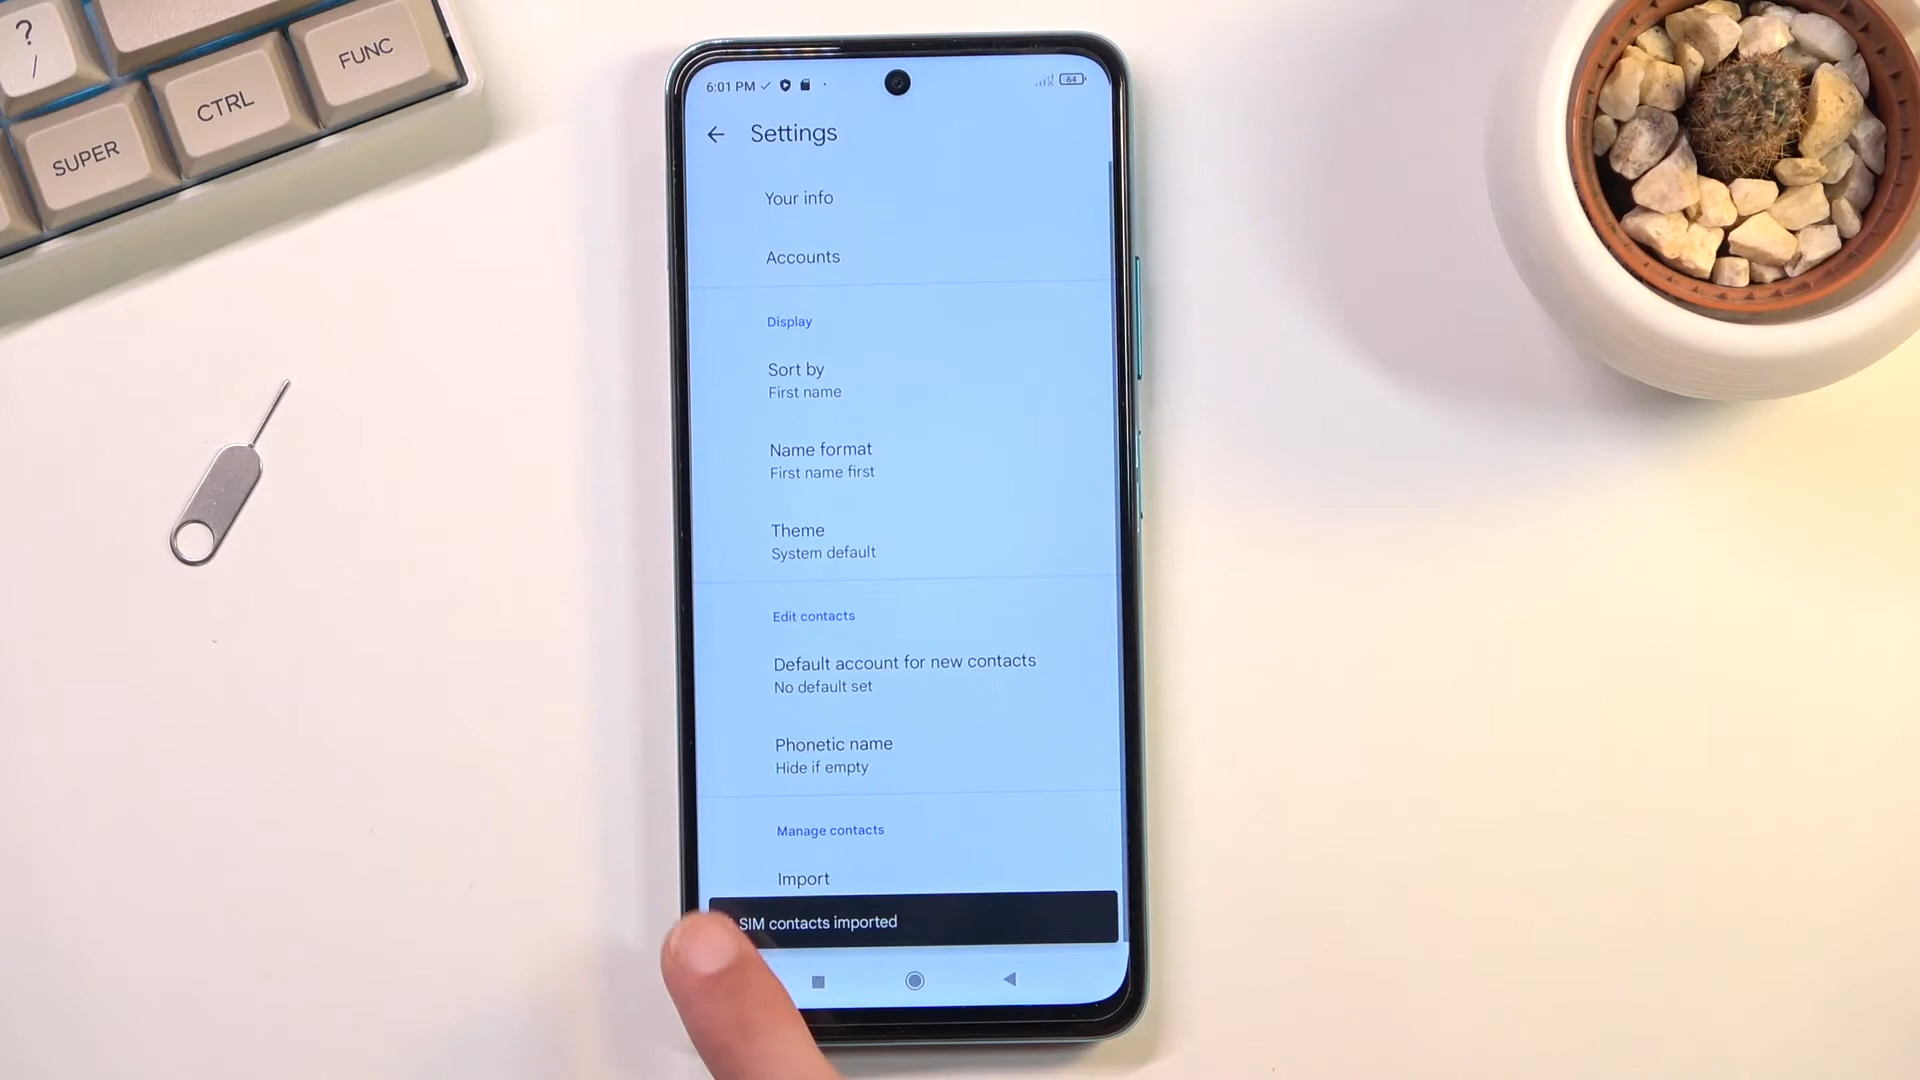 ?
/
FUNC
CTRL
SUPER
6:01 PM
64
Settings
Your info
Accounts
Display
Sort by
First name
Name format
First name first
Theme
System default
Edit contacts
Default account for new contacts
No default set
Phonetic name
Hide if empty
Manage contacts
Import
SIM contacts imported